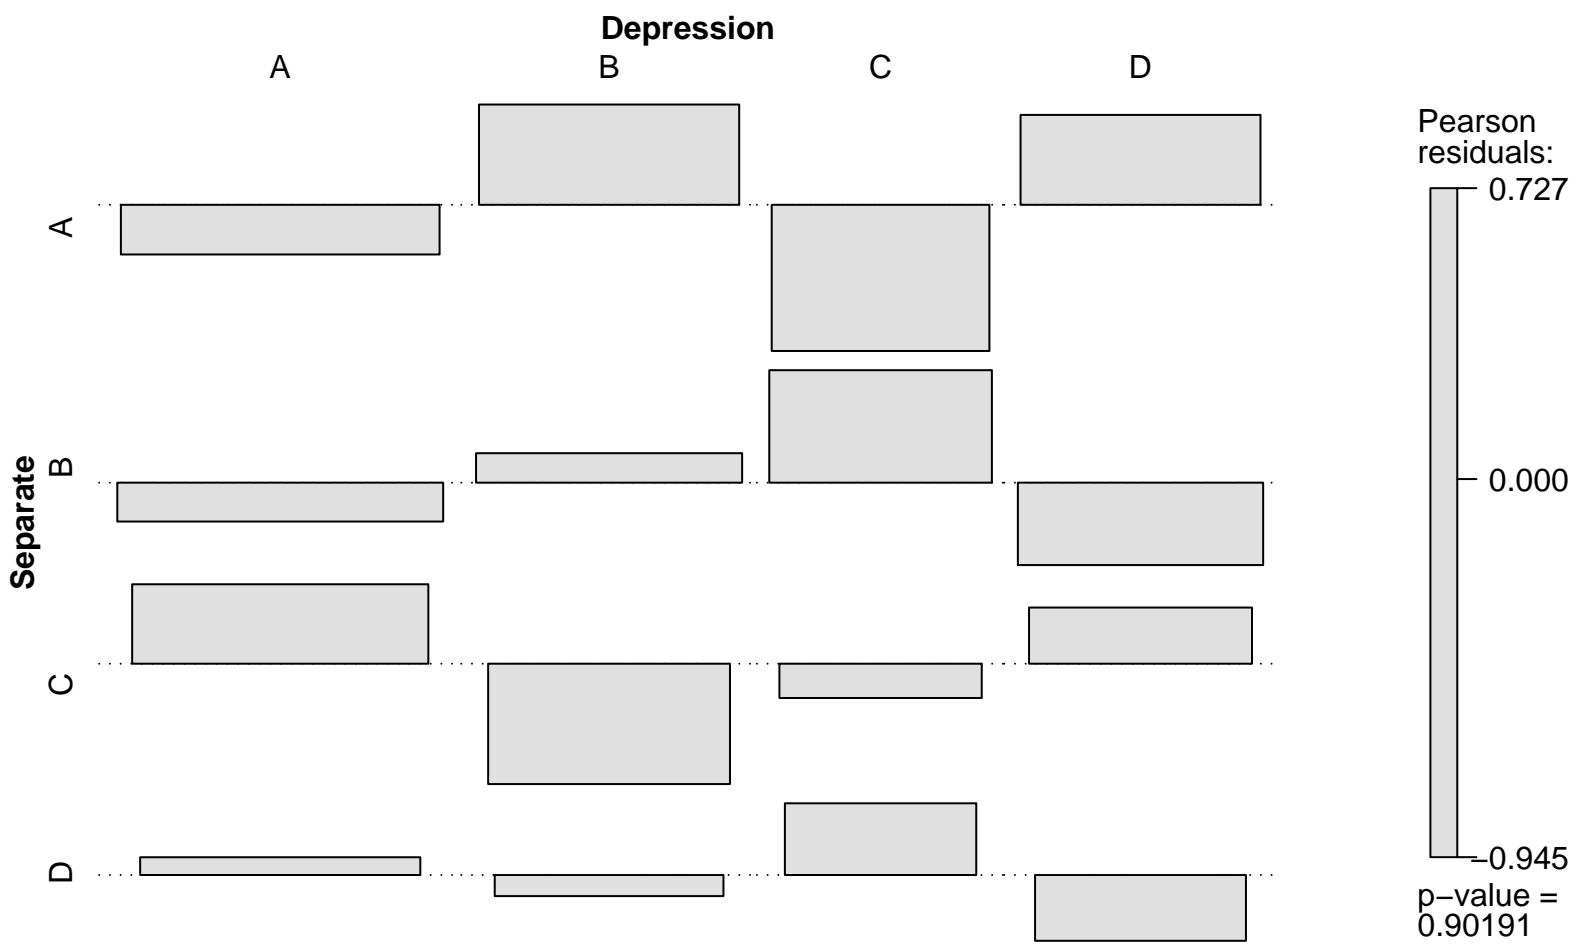 Depression
A B C D
Pearson
residuals:
0.727
A
B
0.000
Separate
C
−0.945
D
p−value =
0.90191